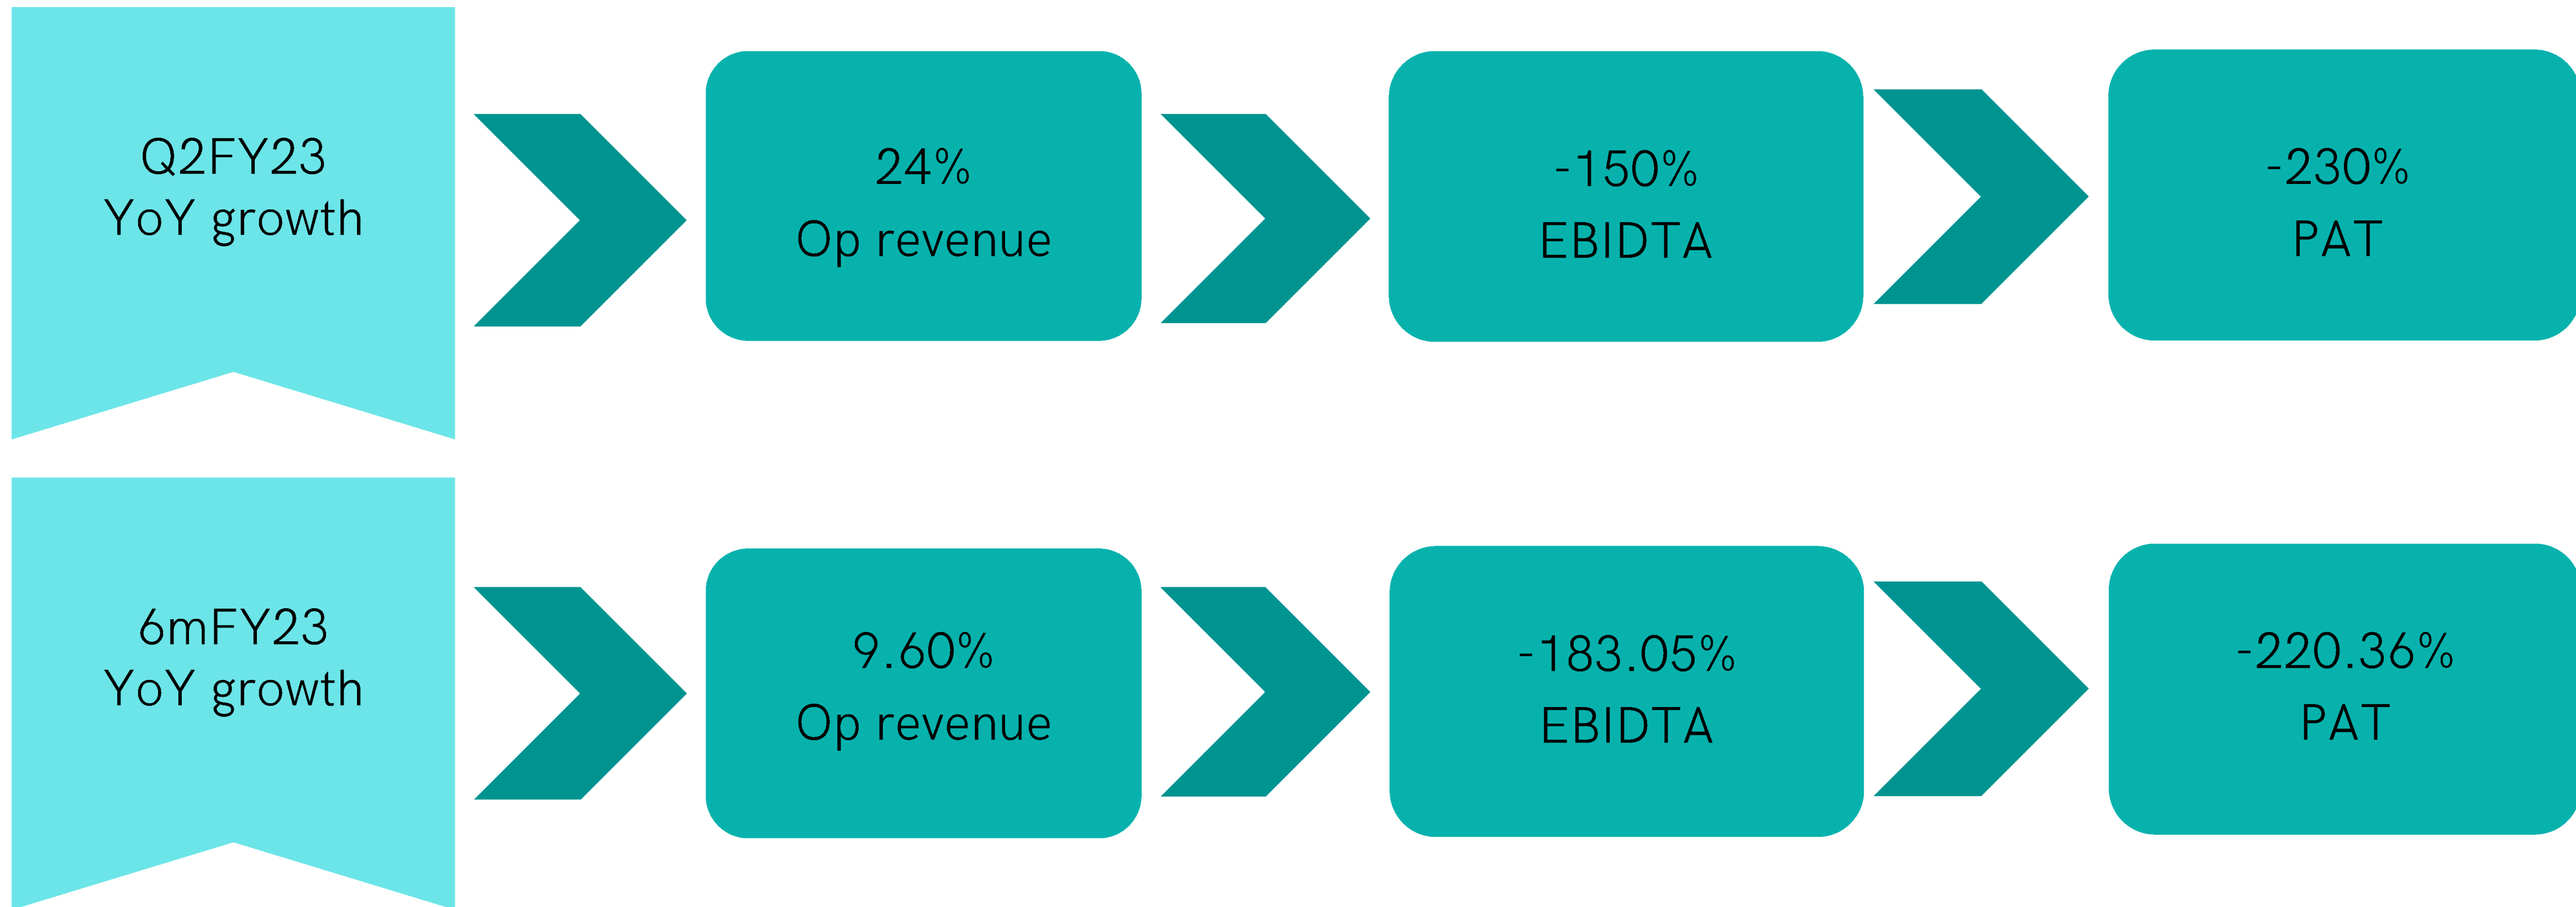 Q2FY23
YoY growth
24%
Op revenue
-150%
EBIDTA
-230%
PAT
6mFY23
YoY growth
9.60%
Op revenue
-183.05%
EBIDTA
-220.36%
PAT